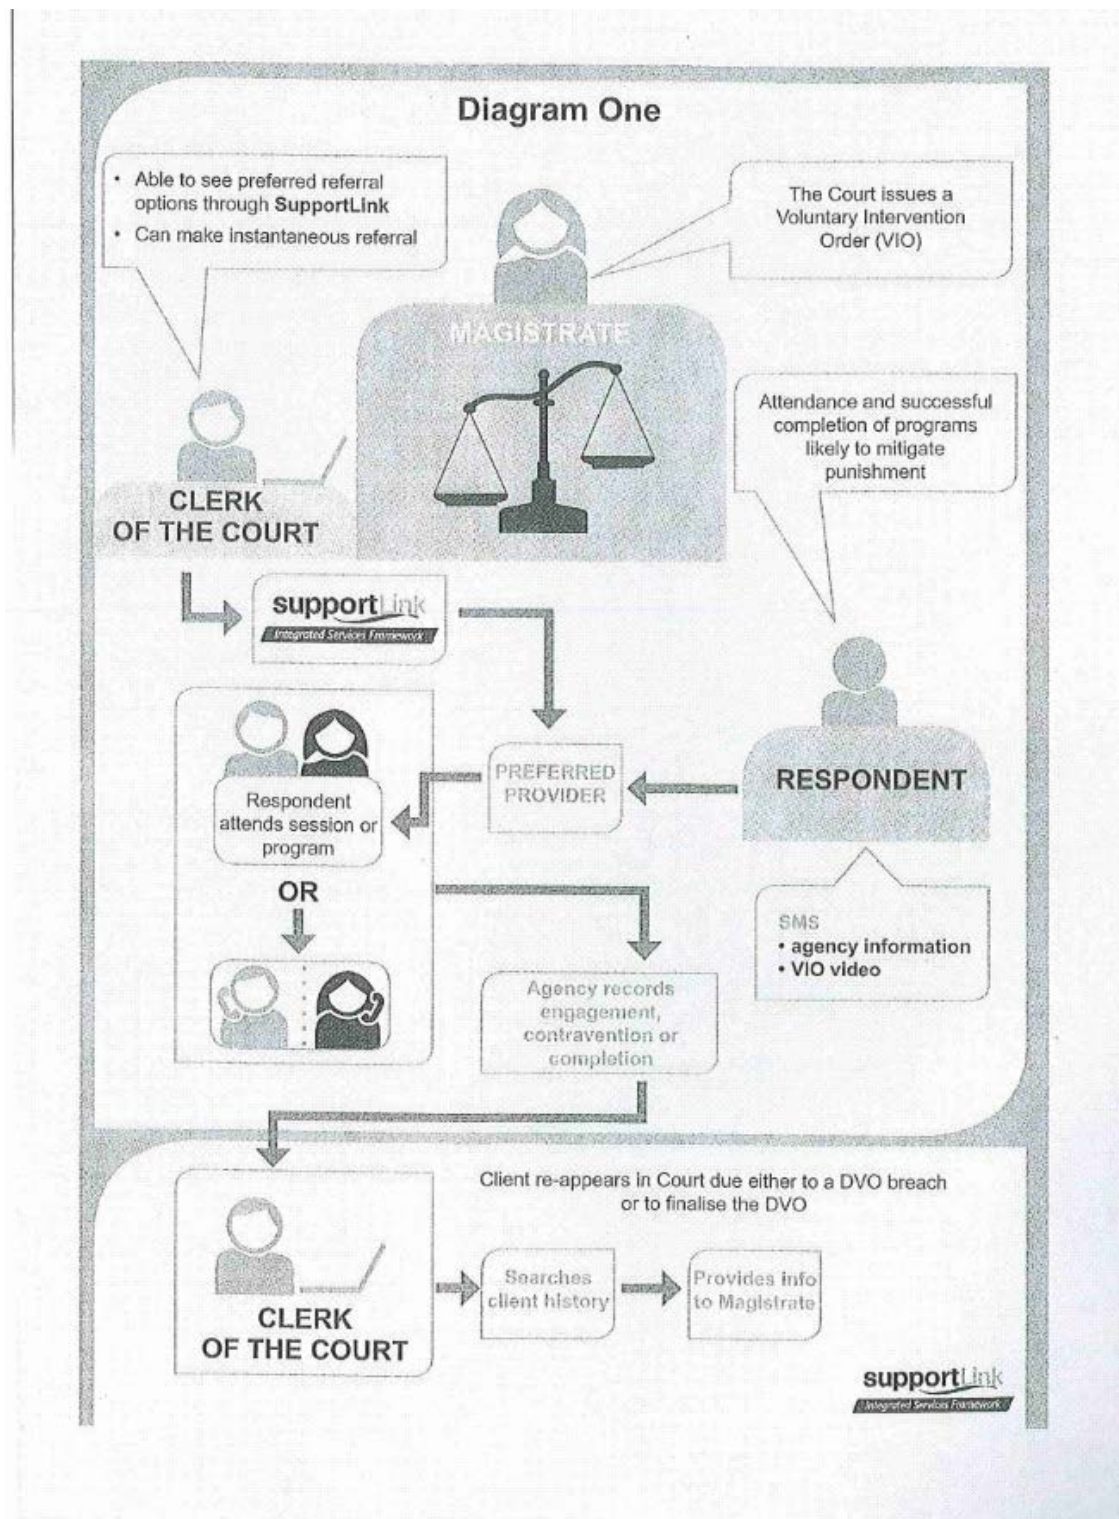 Diagram One
• Able to see preferred referral
options through SupportLink
• Can make instantaneous referral
The Court issues a
Voluntary Intervention
Order (VIO)
MAGISTRATE
Attendance and successful
completion of programs
likely to mitigate
punishment
CLERK
OF THE COURT
supportLink
Integrated Services Framework
PREFERRED
PROVIDER
RESPONDENT
Respondent
attends session or
program
OR
SMS
• agency information
• VIO video
Agency records
engagement,
contravention or
completion
Client re-appears in Court due either to a DVO breach
or to finalise the DVO
CLERK
OF THE COURT
Searches
client history
Provides info
to Magistrate
supportLink
Integrated Services Framework